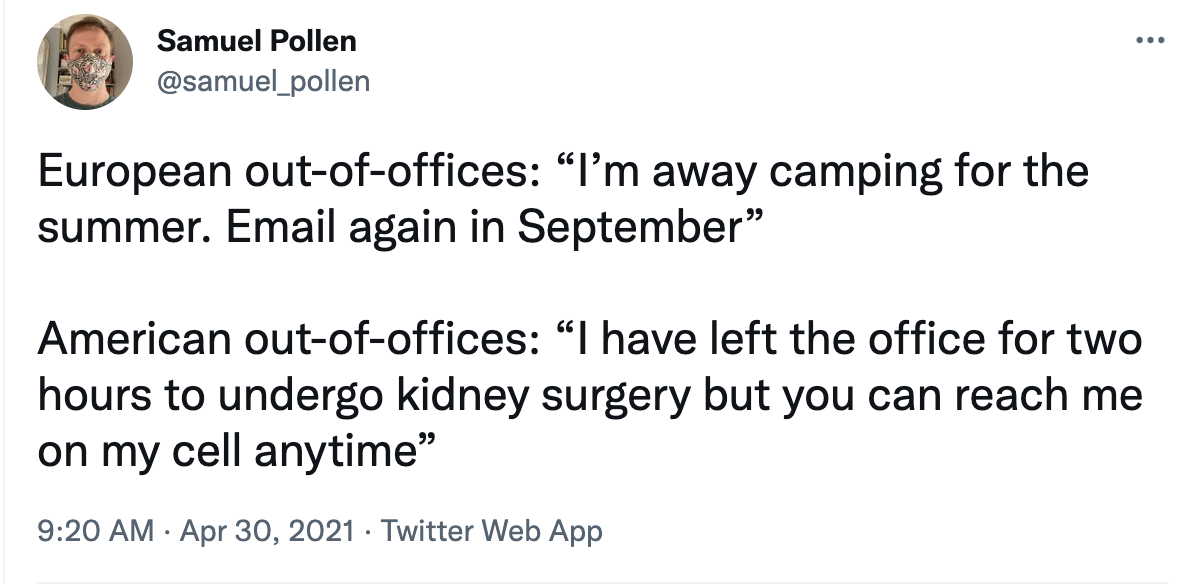 Samuel Pollen
@samuel_pollen
European out-of-offices: “I’m away camping for the
summer. Email again in September”
American out-of-offices: “I have left the office for two
hours to undergo kidney surgery but you can reach me
on my cell anytime”
9:20 AM · Apr 30, 2021 · Twitter Web App